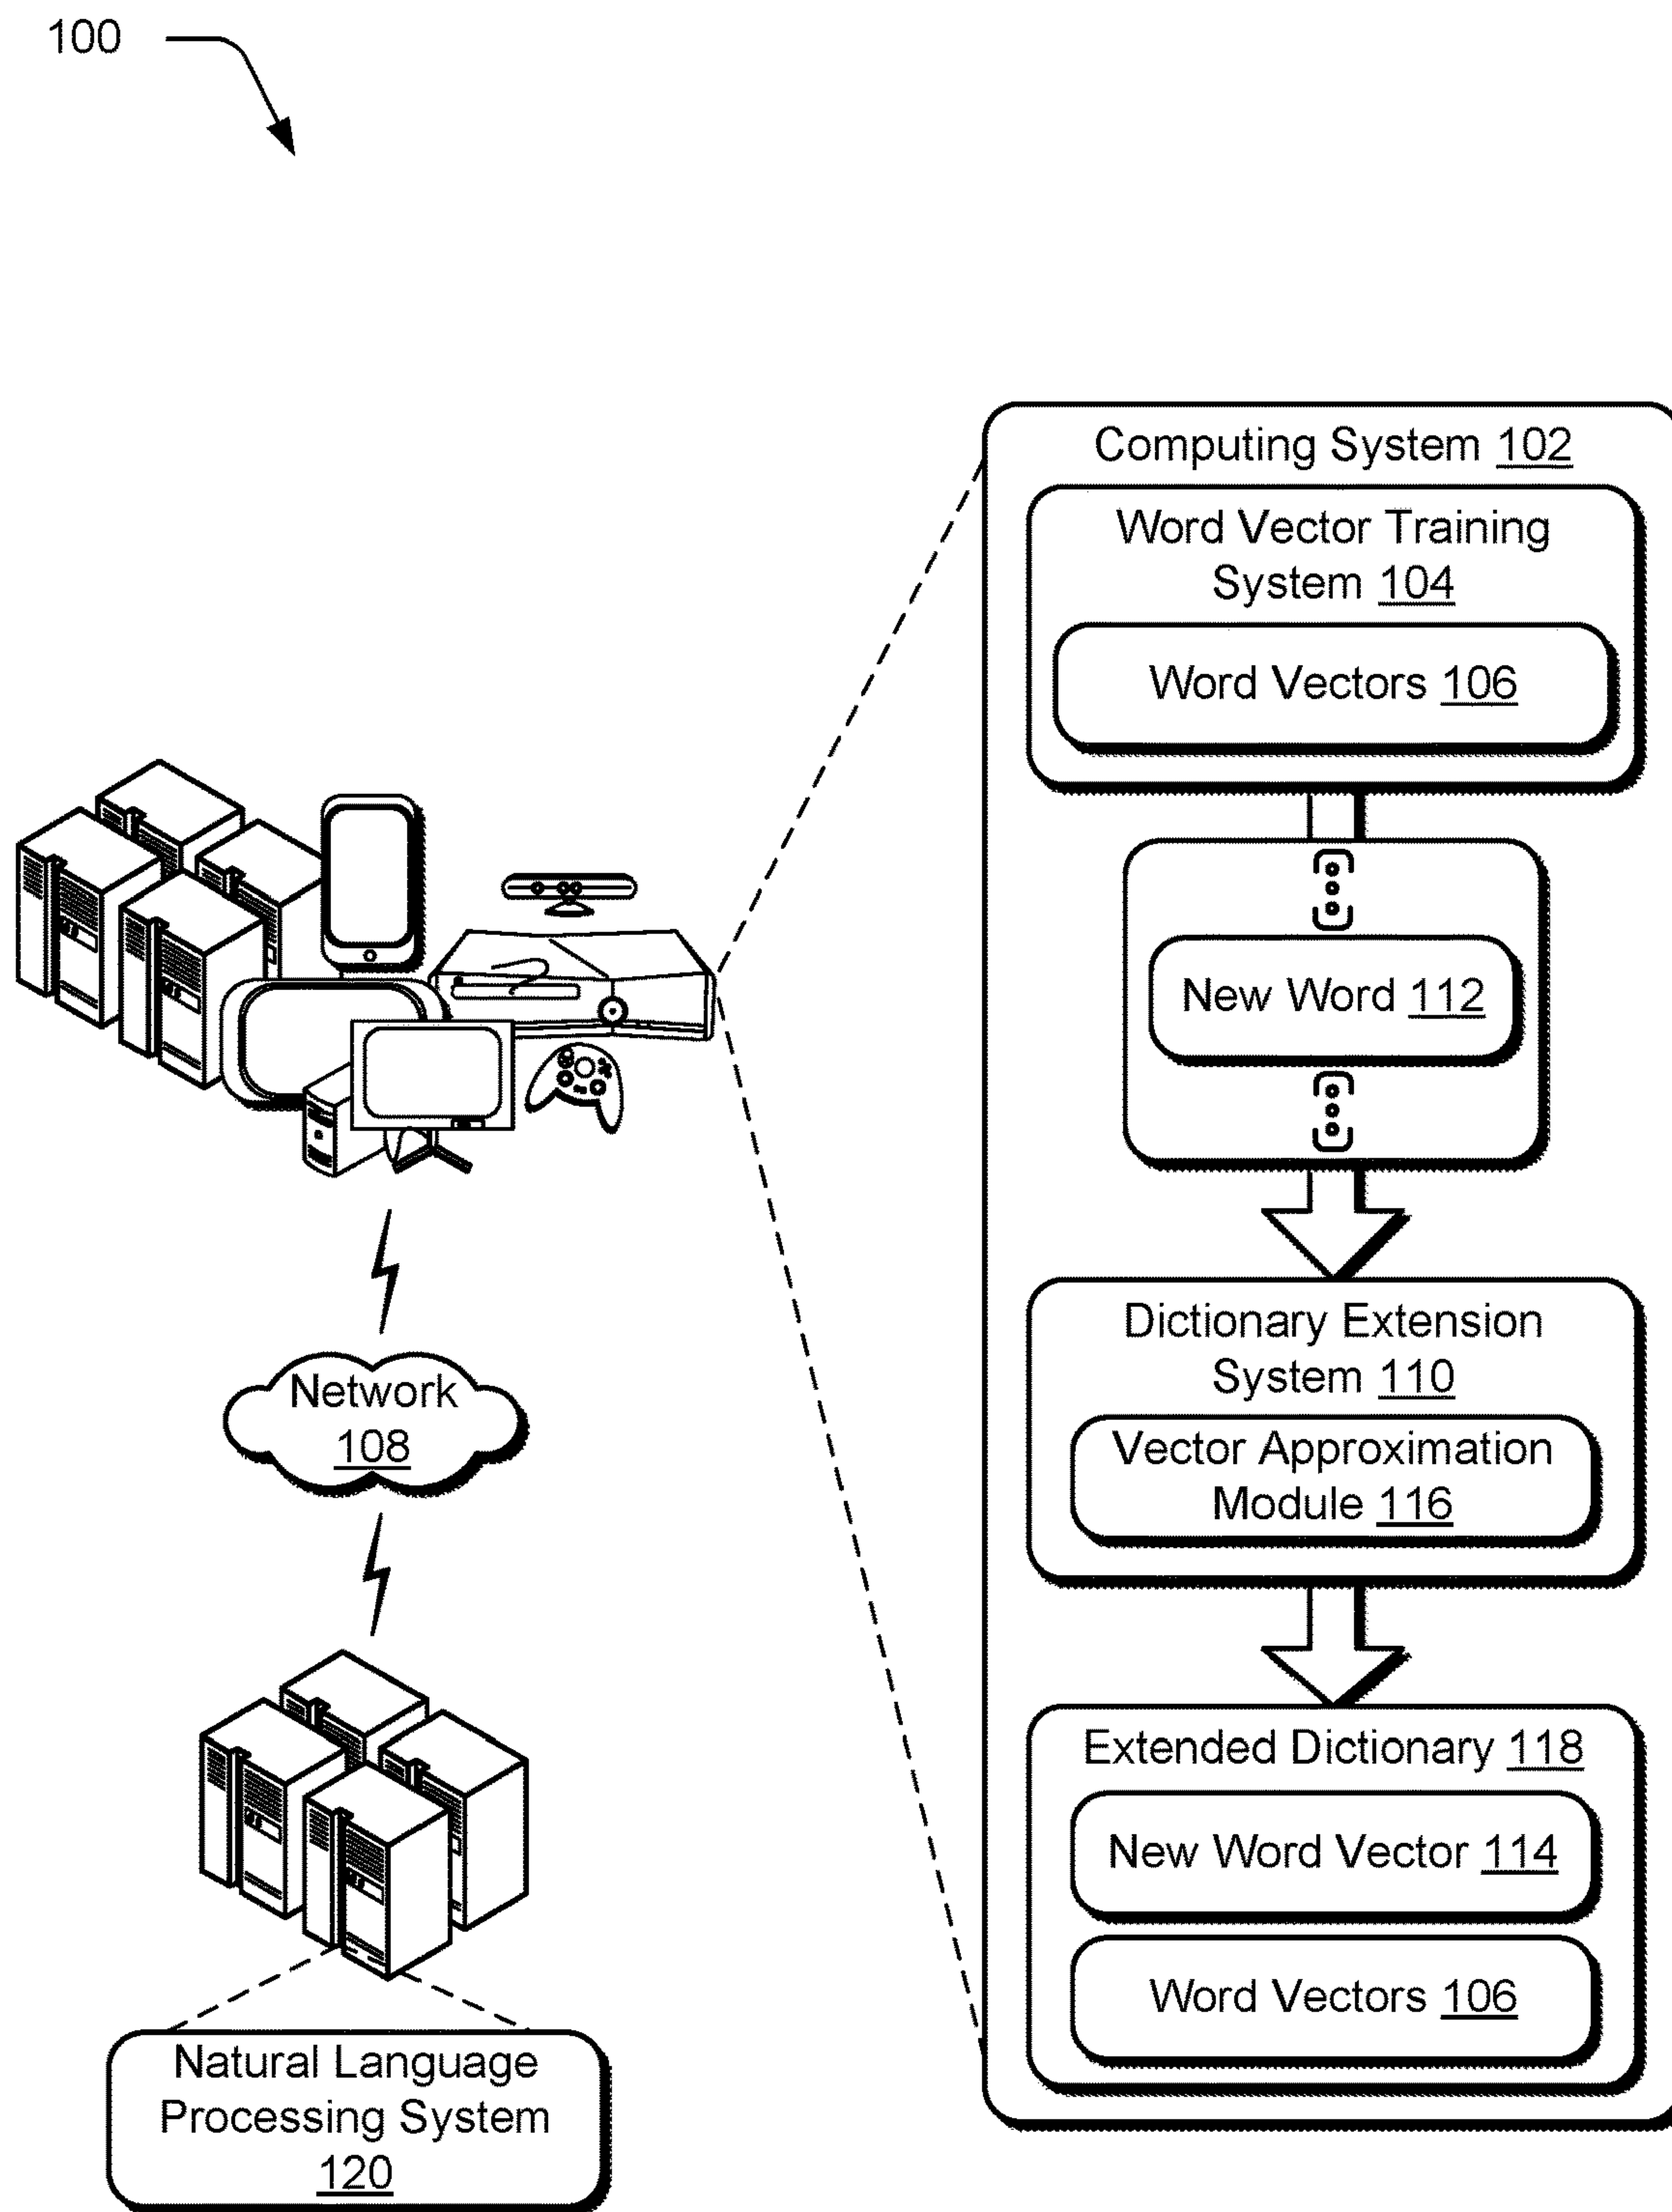 100
Computing System 102
Word Vector Training
System 104
Word Vectors 106
New Word 112
Dictionary Extension
System 110
Vector Approximation
Module 116
Extended Dictionary 118
New Word Vector 114
Word Vectors 106
Network
108
Natural Language
Processing System
120